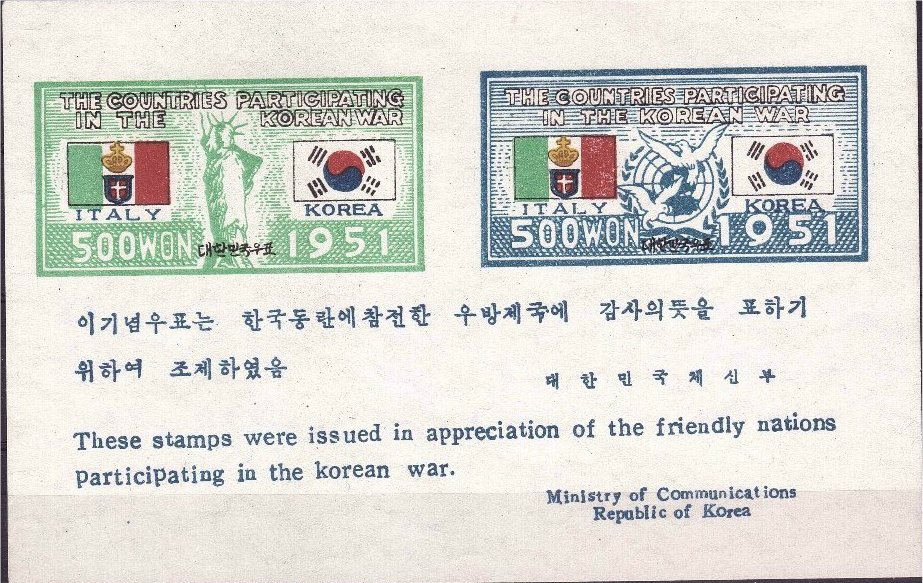 THE COUNTRIES PARTICIPATING
IN THE KOREAN WAR
ITALY
KOREA
500WON
대한민국우표
1951
THE COUNTRIES PARTICIPATING
IN THE KOREAN WAR
ITALY
KOREA
500WON
대한민국우표
1951
이기념우표는 한국동란에참전한 우방제국에 감사의뜻을 표하기
위하여 조제하였음
대한민국체신부
These stamps were issued in appreciation of the friendly nations
participating in the korean war.
Ministry of Communications
Republic of Korea